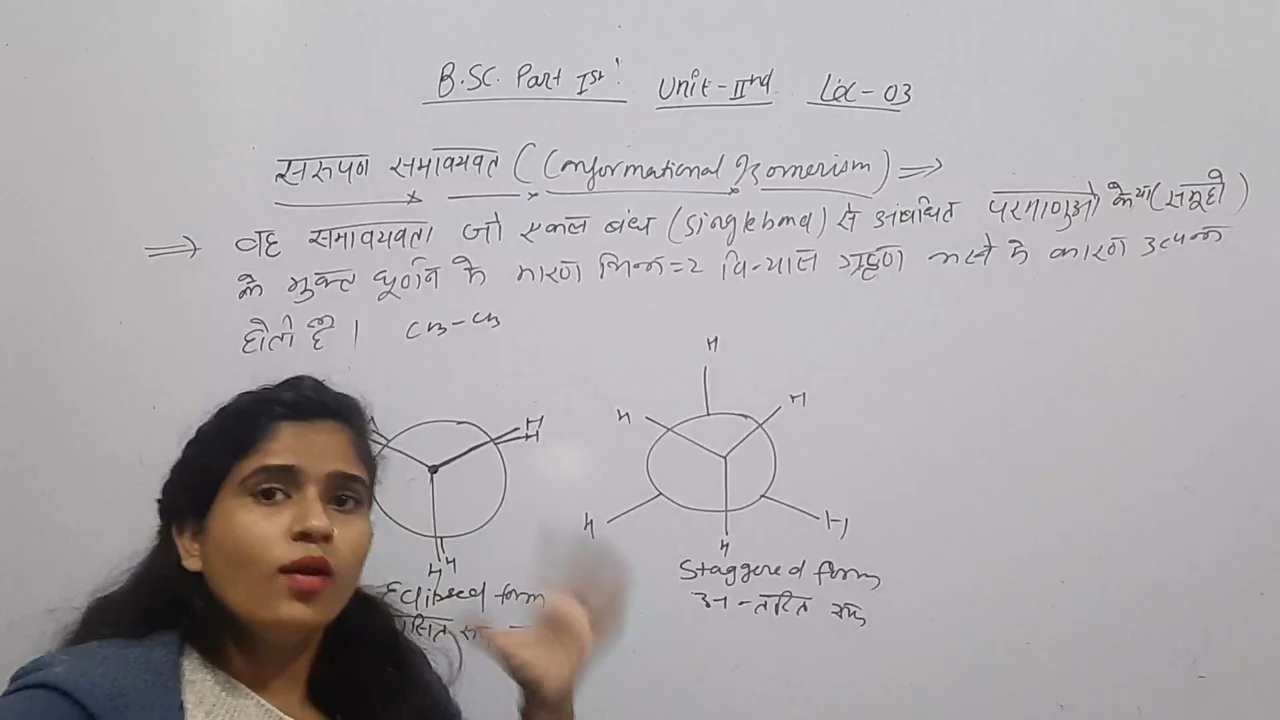 B.SC. Part Ist' Unit-IInd Lec-03
सरूपण समावयवत (Conformational Isomerism) ⇒
⇒ वह समावयवता जो एकल बंध (Single bond) से संबंधित परमाणुओ के या (समूहो)
के मुक्त घूर्णन के कारण भिन्न=2 विन्यास ग्रहण करने के कारण उत्पन्न
होती है। CH3-CH3
H
H H
H
H
H H
H H
H
Eclipsed form Staggered form
सित रूप सां-तरित रूप